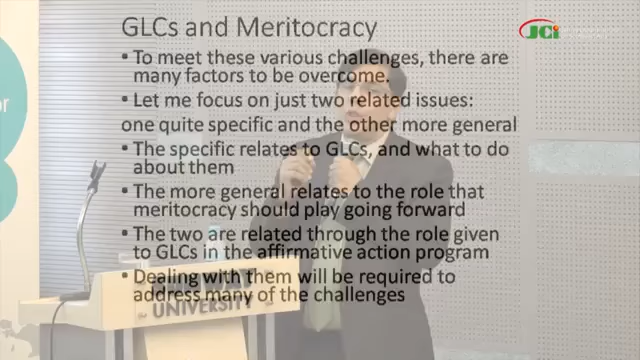 GLCs and Meritocracy
JCi
• To meet these various challenges, there are
many factors to be overcome.
• Let me focus on just two related issues:
one quite specific and the other more general
• The specific relates to GLCs, and what to do
about them
• The more general relates to the role that
meritocracy should play going forward
• The two are related through the role given
to GLCs in the affirmative action program
• Dealing with them will be required to
address many of the challenges
UNIVERSITY
or